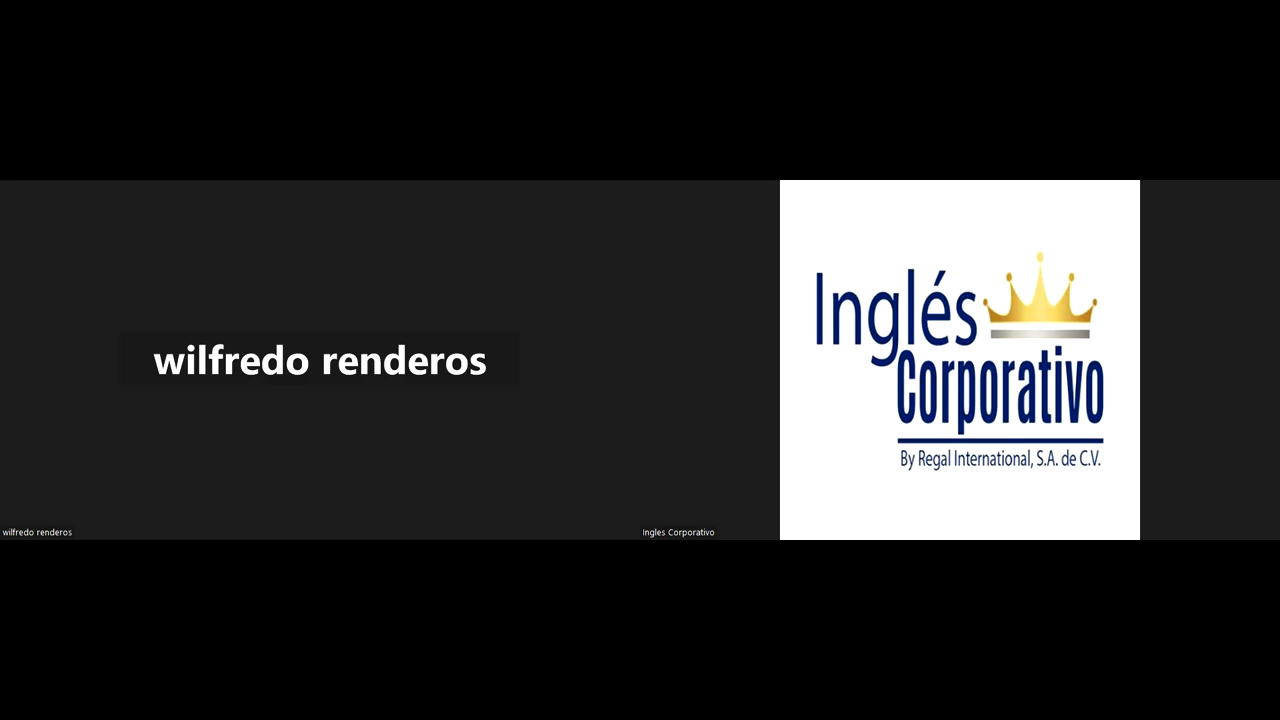 wilfredo renderos
wilfredo renderos
Inglés
Corporativo
By Regal International, S.A. de C.V.
Ingles Corporativo